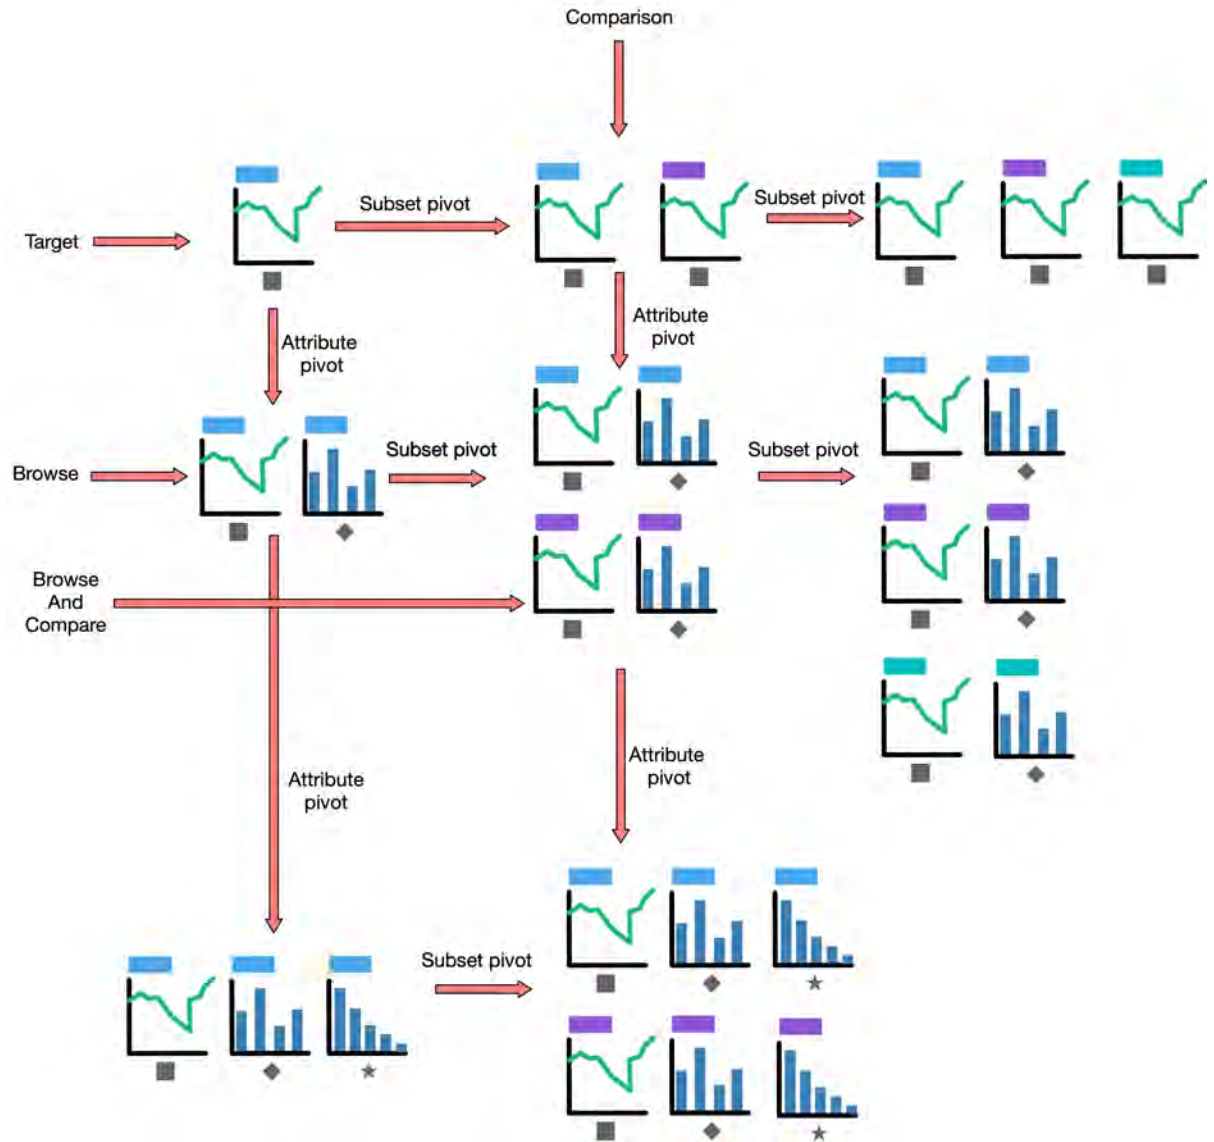 Comparison
Subset pivot
Subset pivot
Target
Attribute
pivot
Attribute
pivot
Browse
Subset pivot
Subset pivot
Browse
And
Compare
Attribute
pivot
Attribute
pivot
Subset pivot